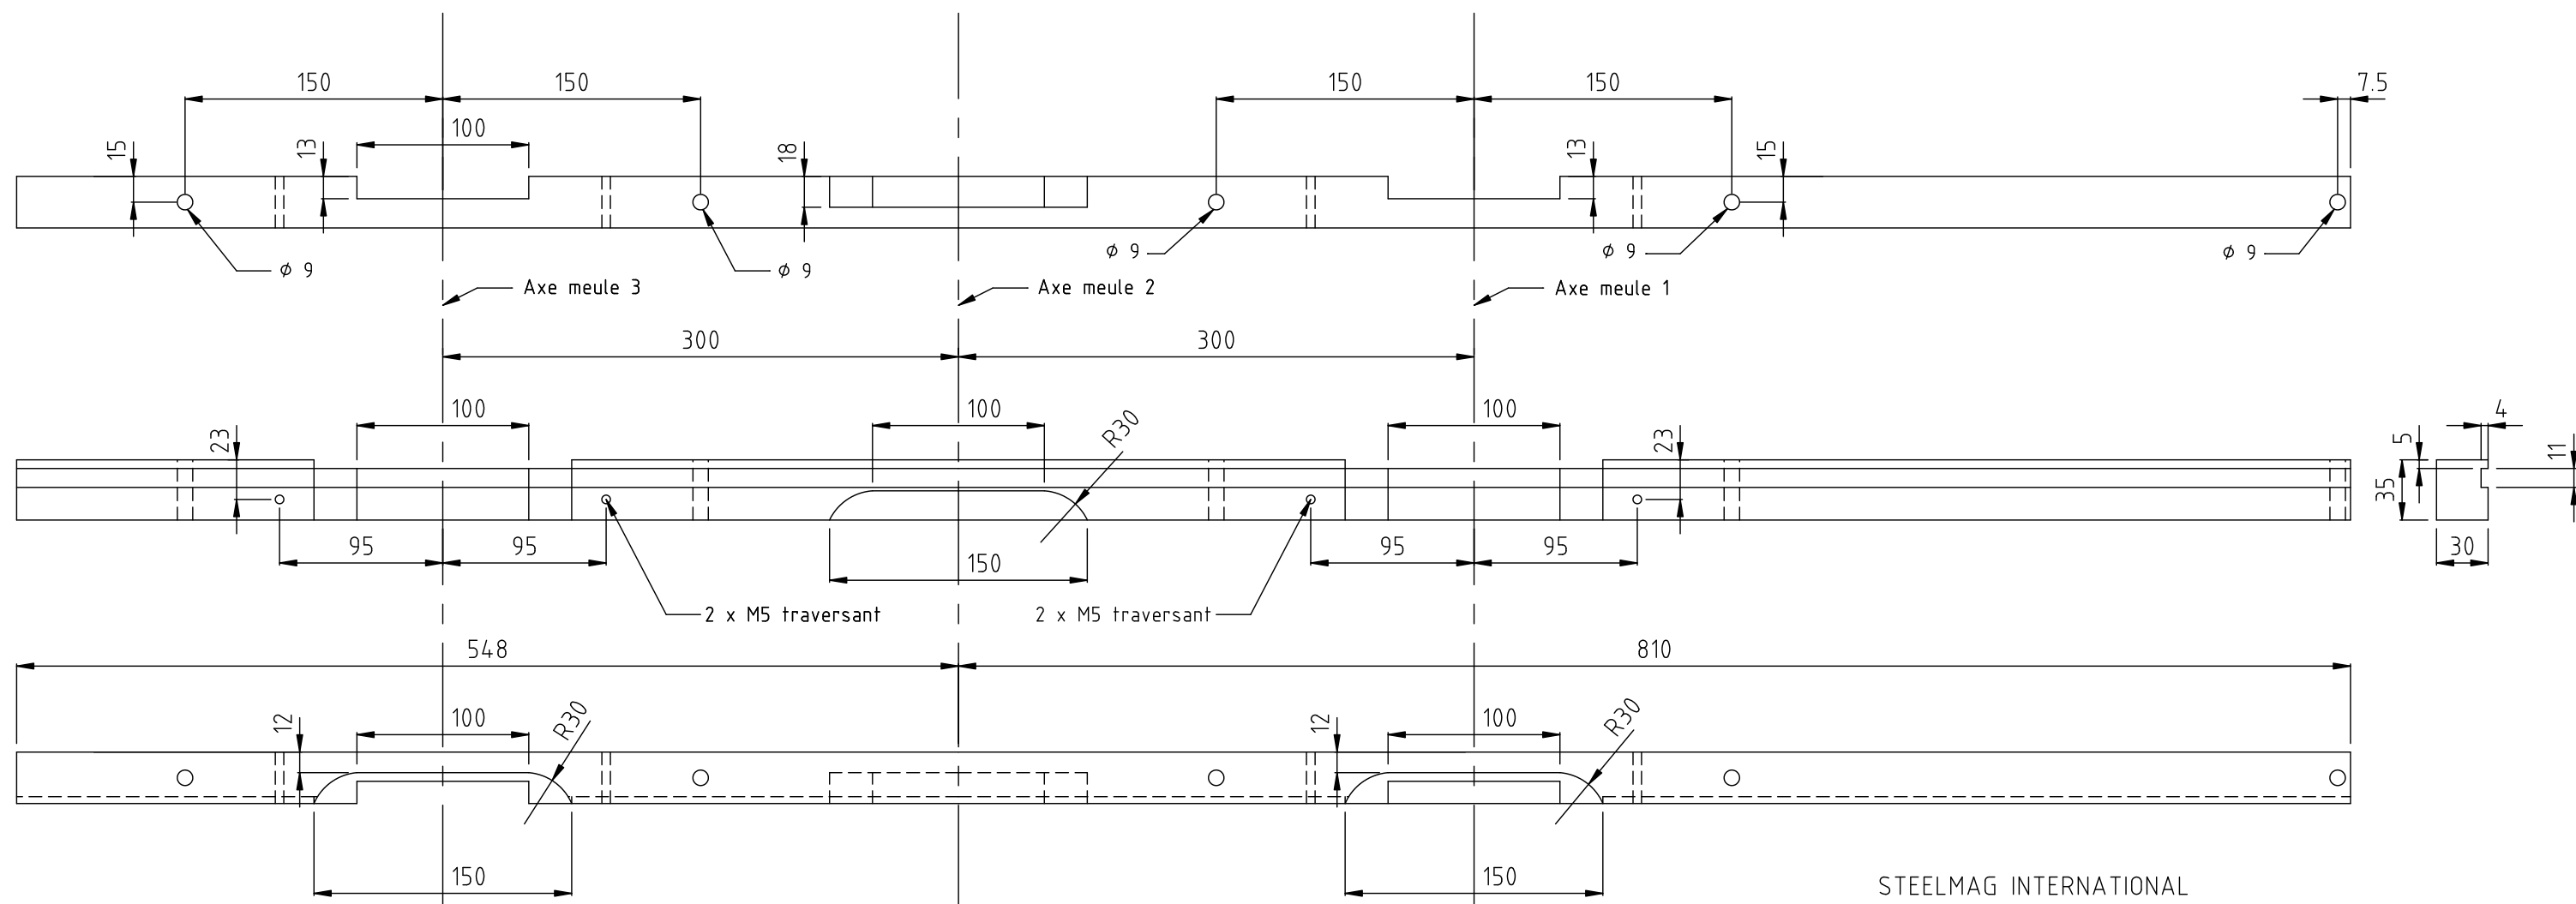 150 150 150 150 7.5
100
15 13 18 13 15
ϕ 9 ϕ 9 ϕ 9 ϕ 9 ϕ 9
Axe meule 3 Axe meule 2 Axe meule 1
300 300
100 100 R30 100 4
23 23 5 11
35
95 95 95 95 30
150
2 x M5 traversant 2 x M5 traversant
548 810
12 100 R30 12 100 R30
150 150
STEELMAG INTERNATIONAL